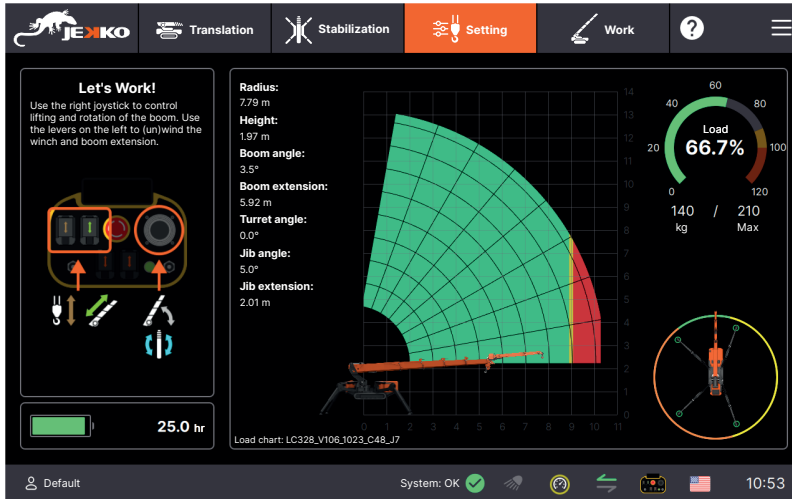 JEKKO
Translation
Stabilization
Setting
Work
?
Let's Work!
Use the right joystick to control
lifting and rotation of the boom. Use
the levers on the left to (un)wind the
winch and boom extension.
25.0 hr
Radius:
7.79 m
Height:
1.97 m
Boom angle:
3.5°
Boom extension:
5.92 m
Turret angle:
0.0°
Jib angle:
5.0°
Jib extension:
2.01 m
14
13
12
11
10
9
8
7
6
5
4
3
2
1
0
0 1 2 3 4 5 6 7 8 9 10 11
Load chart: LC328_V106_1023_C48_J7
0
20
40
60
80
100
120
Load
66.7%
140 / 210
kg Max
Default
System: OK
10:53